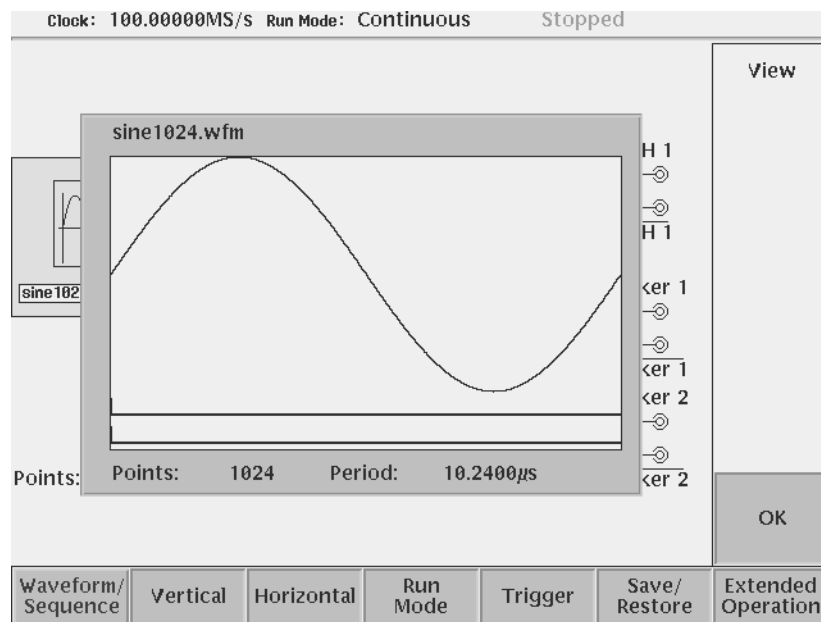 Clock: 100.00000MS/s Run Mode: Continuous Stopped
View
sine1024.wfm
H 1
H 1
sine102
ker 1
ker 1
ker 2
ker 2
Points:
Points: 1024 Period: 10.2400µs
OK
Waveform/
Sequence
Vertical
Horizontal
Run
Mode
Trigger
Save/
Restore
Extended
Operation